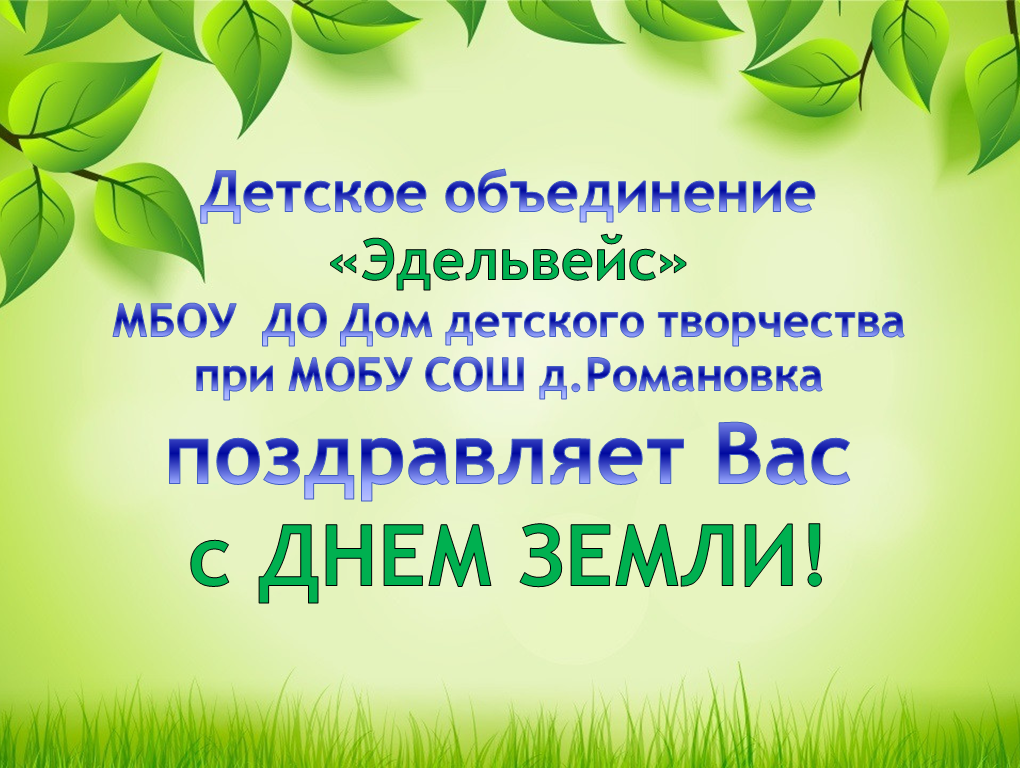 Детское объединение
«Эдельвейс»
МБОУ ДО Дом детского творчества
при МОБУ СОШ д.Романовка
поздравляет Вас
с ДНЕМ ЗЕМЛИ!